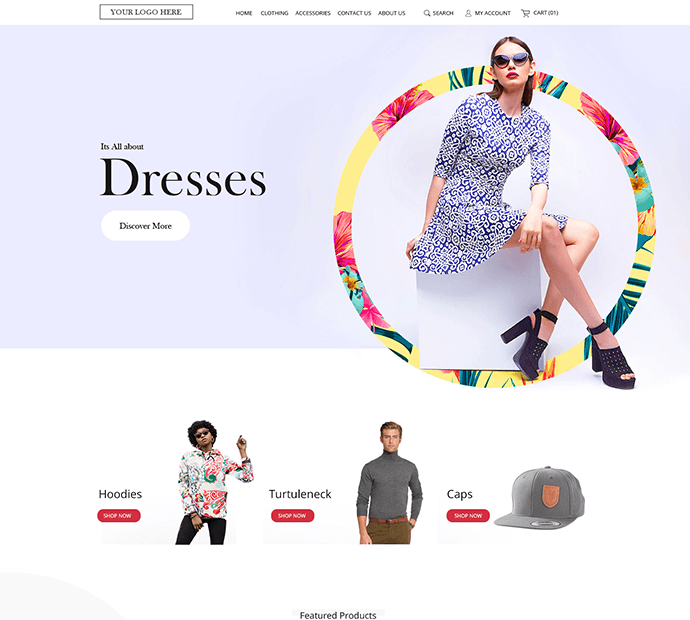 YOUR LOGO HERE
HOME CLOTHING ACCESSORIES CONTACT US ABOUT US SEARCH MY ACCOUNT CART (01)
Its All about
Dresses
Discover More
Hoodies
SHOP NOW
Turtuleneck
SHOP NOW
Caps
SHOP NOW
Featured Products